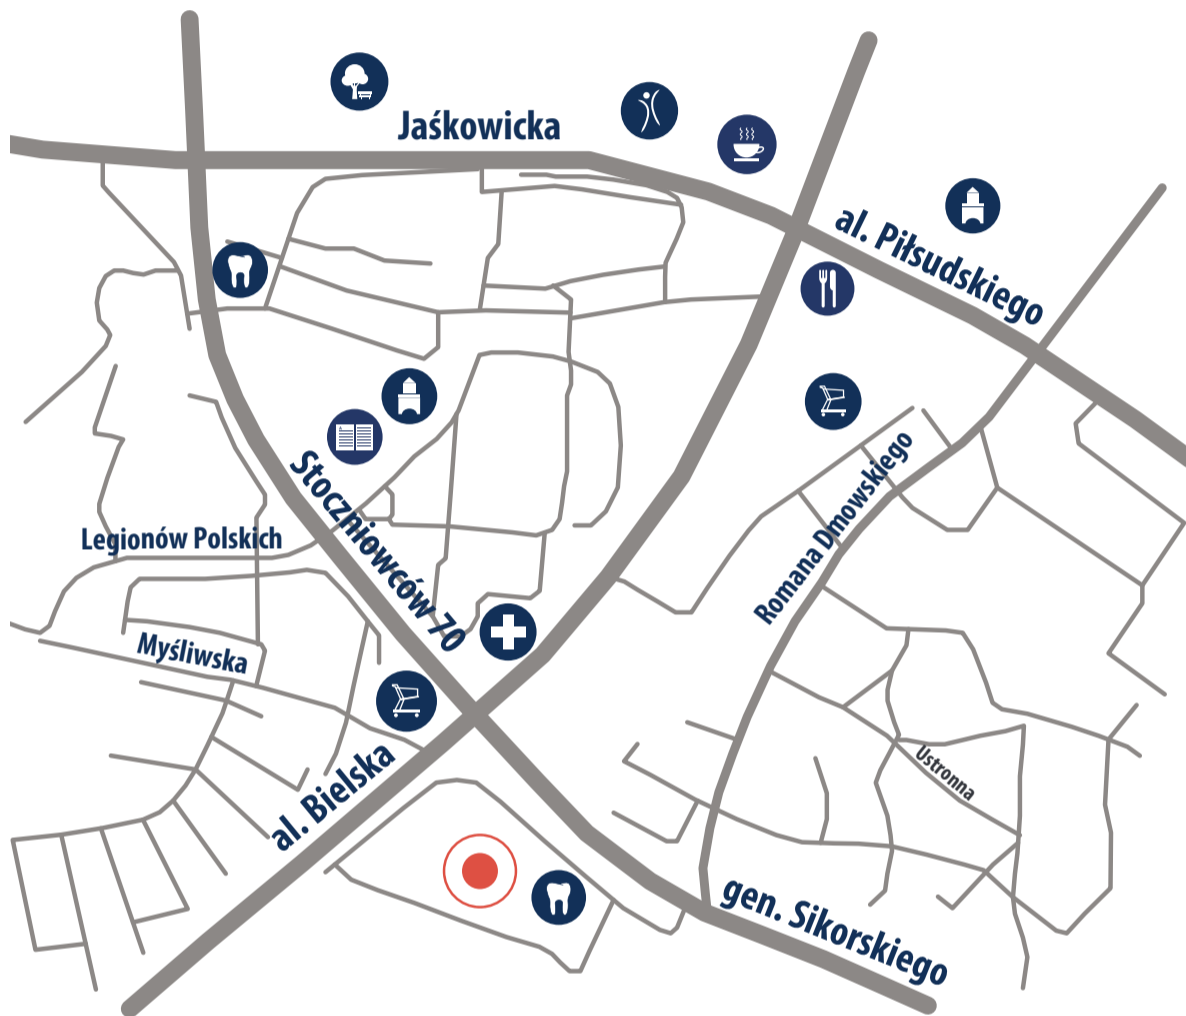 Jaśkowicka
al. Piłsudskiego
Stoczniowców 70
Romana Dmowskiego
Legionów Polskich
Myśliwska
Ustronna
al. Bielska
gen. Sikorskiego